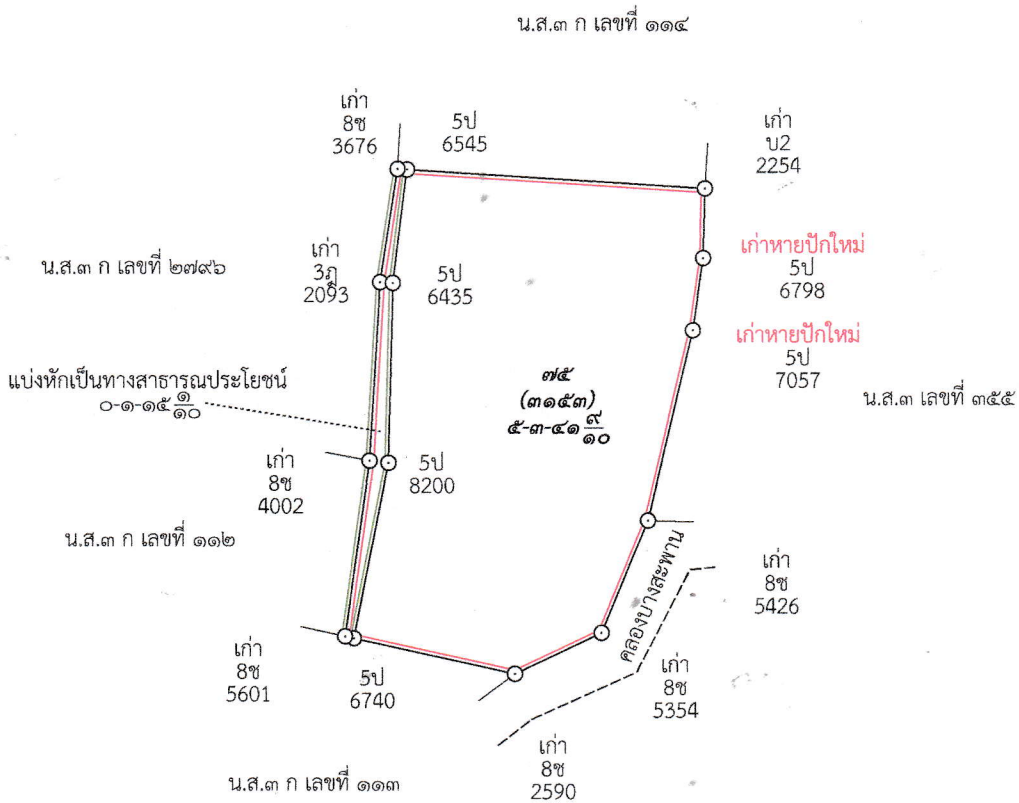 น.ส.๓ ก เลขที่ ๑๑๔
เก่า
8ช
3676
5ป
6545
เก่า
บ2
2254
น.ส.๓ ก เลขที่ ๒๗๙๖
เก่า
3ฎ
2093
5ป
6435
เก่าหายปักใหม่
5ป
6798
เก่าหายปักใหม่
5ป
7057
แบ่งหักเป็นทางสาธารณประโยชน์
๐-๑-๑๕ ๑/๑๐
๗๕
(๓๑๕๓)
๕-๓-๔๑ ๙/๑๐
น.ส.๓ เลขที่ ๓๕๕
เก่า
8ช
4002
5ป
8200
น.ส.๓ ก เลขที่ ๑๑๒
คลองบางสะพาน
เก่า
8ช
5426
เก่า
8ช
5601
5ป
6740
เก่า
8ช
5354
เก่า
8ช
2590
น.ส.๓ ก เลขที่ ๑๑๓